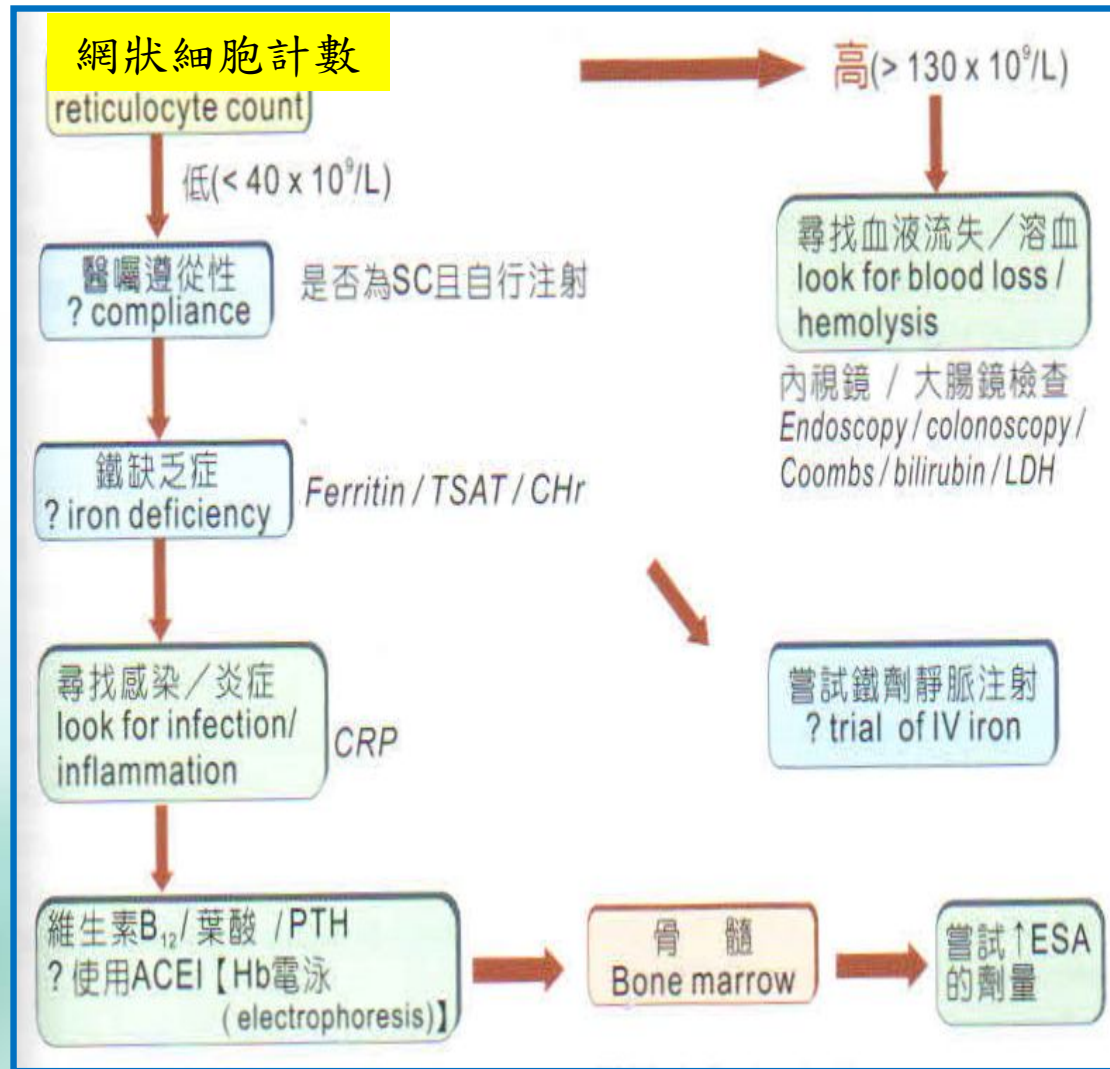 網狀細胞計數
reticulocyte count
高(> 130 x 10⁹/L)
低(< 40 x 10⁹/L)
醫囑遵從性
? compliance
是否為SC且自行注射
尋找血液流失／溶血
look for blood loss /
hemolysis
內視鏡 / 大腸鏡檢查
Endoscopy / colonoscopy /
Coombs / bilirubin / LDH
鐵缺乏症
? iron deficiency
Ferritin / TSAT / CHr
尋找感染／炎症
look for infection/
inflammation
CRP
嘗試鐵劑靜脈注射
? trial of IV iron
維生素B₁₂/ 葉酸 /PTH
? 使用ACEI【Hb電泳
(electrophoresis)】
骨 髓
Bone marrow
嘗試↑ESA
的劑量